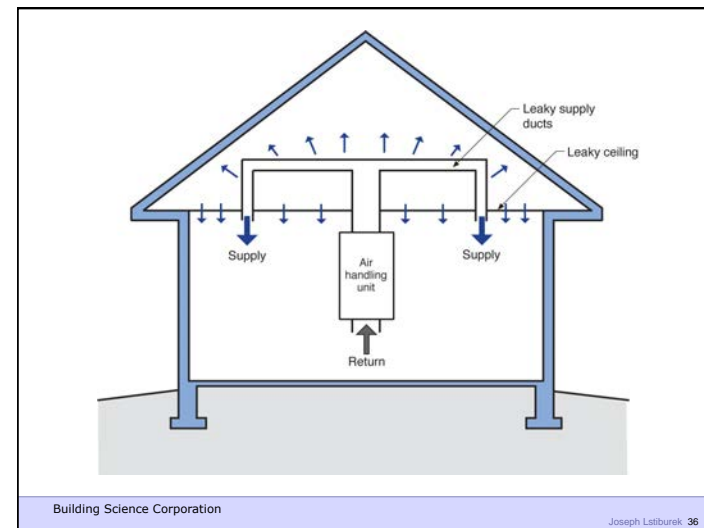 Leaky supply
ducts
Leaky ceiling
Supply
Supply
Air
handling
unit
Return
Building Science Corporation
Joseph Lstiburek 36